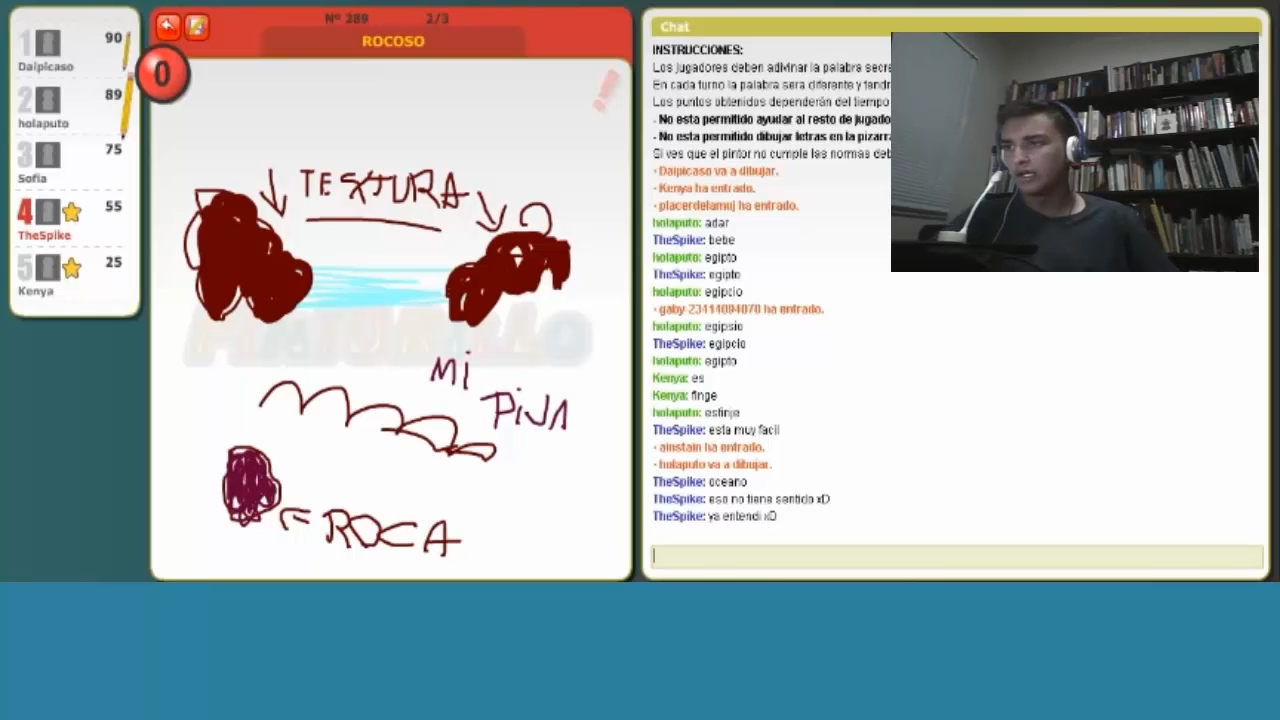 1
90
Daipicaso
2
89
holaputo
3
75
Sofia
4
55
TheSpike
5
25
Kenya
Nº 289
2/3
ROCOSO
0
TEXTURA
MI
PIJA
ROCA
Chat
INSTRUCCIONES:
Los jugadores deben adivinar la palabra secre
En cada turno la palabra sera diferente y tendr
Los puntos obtenidos dependerán del tiempo
- No esta permitido ayudar al resto de jugado
- No esta permitido dibujar letras en la pizarra
Si ves que el pintor no cumple las normas deb
· Daipicaso va a dibujar.
· Kenya ha entrado.
· placerdelamuj ha entrado.
holaputo: adar
TheSpike: bebe
holaputo: egipto
TheSpike: egipto
holaputo: egipcio
· gaby-23414094070 ha entrado.
holaputo: egipsio
TheSpike: egipcio
holaputo: egipto
Kenya: es
Kenya: finge
holaputo: esfinje
TheSpike: esta muy facil
· ainstain ha entrado.
· holaputo va a dibujar.
TheSpike: oceano
TheSpike: eso no tiene sentido xD
TheSpike: ya entendi xD